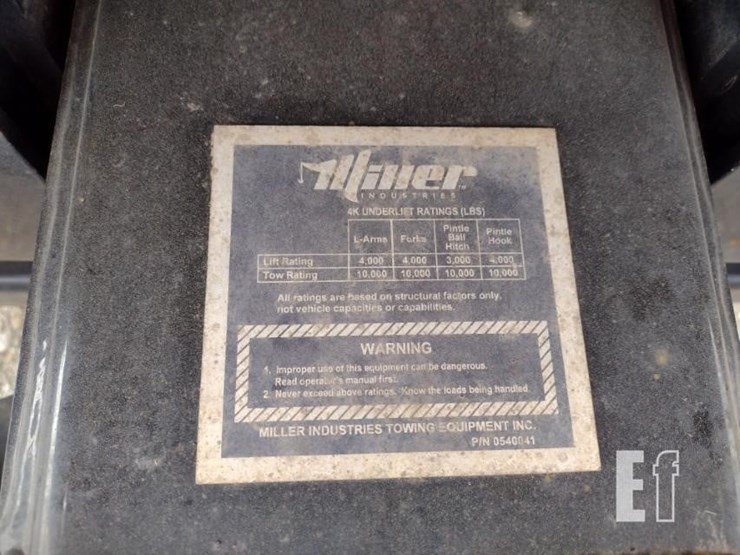 Miller
INDUSTRIES
4K UNDERLIFT RATINGS (LBS)
L-Arms Forks Pintle Ball Hitch Pintle Hook
Lift Rating 4,000 4,000 3,000 4,000
Tow Rating 10,000 10,000 10,000 10,000
All ratings are based on structural factors only,
not vehicle capacities or capabilities.
WARNING
1. Improper use of this equipment can be dangerous.
Read operator's manual first.
2. Never exceed above ratings. Know the loads being handled.
MILLER INDUSTRIES TOWING EQUIPMENT INC.
P/N 0540041
Ef